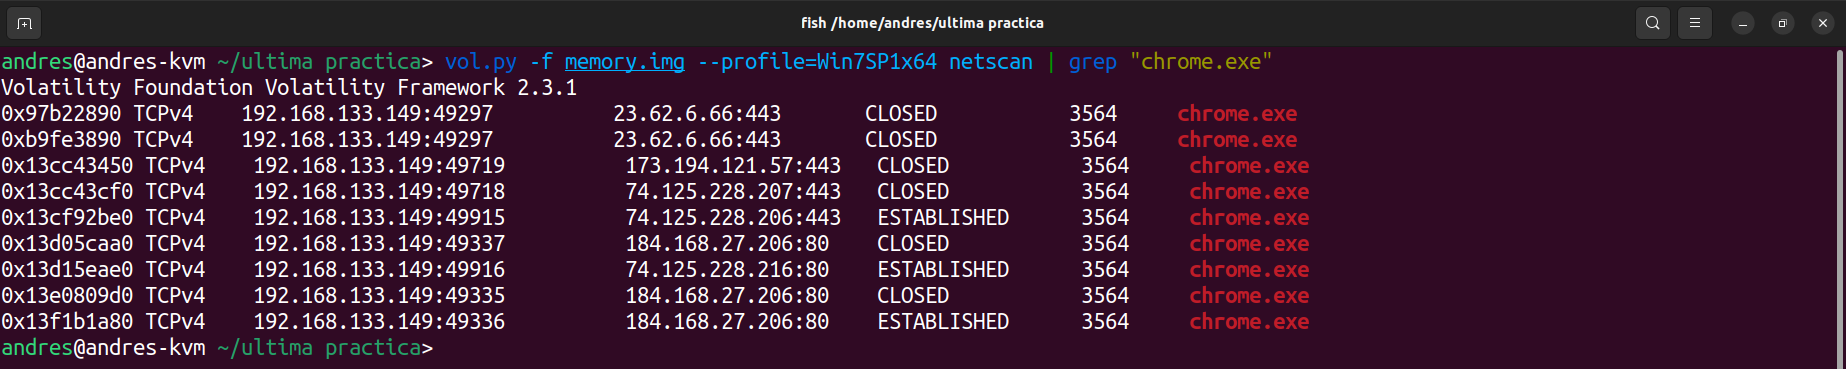 fish /home/andres/ultima practica
andres@andres-kvm ~/ultima practica> vol.py -f memory.img --profile=Win7SP1x64 netscan | grep "chrome.exe"
Volatility Foundation Volatility Framework 2.3.1
0x97b22890 TCPv4    192.168.133.149:49297          23.62.6.66:443       CLOSED           3564     chrome.exe
0xb9fe3890 TCPv4    192.168.133.149:49297          23.62.6.66:443       CLOSED           3564     chrome.exe
0x13cc43450 TCPv4    192.168.133.149:49719          173.194.121.57:443   CLOSED           3564     chrome.exe
0x13cc43cf0 TCPv4    192.168.133.149:49718          74.125.228.207:443   CLOSED           3564     chrome.exe
0x13cf92be0 TCPv4    192.168.133.149:49915          74.125.228.206:443   ESTABLISHED      3564     chrome.exe
0x13d05caa0 TCPv4    192.168.133.149:49337          184.168.27.206:80    CLOSED           3564     chrome.exe
0x13d15eae0 TCPv4    192.168.133.149:49916          74.125.228.216:80    ESTABLISHED      3564     chrome.exe
0x13e0809d0 TCPv4    192.168.133.149:49335          184.168.27.206:80    CLOSED           3564     chrome.exe
0x13f1b1a80 TCPv4    192.168.133.149:49336          184.168.27.206:80    ESTABLISHED      3564     chrome.exe
andres@andres-kvm ~/ultima practica>